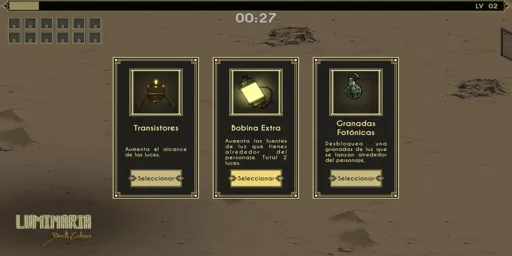 LV 02
00:27
Transistores
Aumenta el alcance
de las luces.
Seleccionar
Bobina Extra
Aumenta las fuentes
de luz que tienes
alrededor del
personaje. Total 2
luces.
Seleccionar
Granadas
Fotónicas
Desbloquea una
granadas de luz que
se lanzan alrededor
del personaje.
Seleccionar
LUMINARIA
Dark Echoes